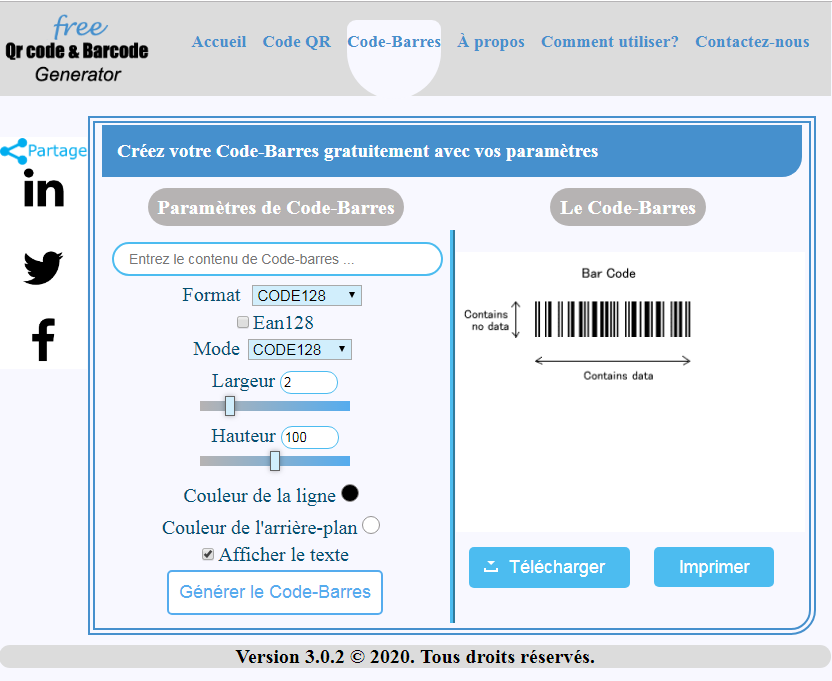 free
Qr code & Barcode
Generator
Accueil Code QR Code-Barres À propos Comment utiliser? Contactez-nous
Partage
Créez votre Code-Barres gratuitement avec vos paramètres
Paramètres de Code-Barres
Entrez le contenu de Code-barres ...
Format CODE128
Ean128
Mode CODE128
Largeur 2
Hauteur 100
Couleur de la ligne
Couleur de l'arrière-plan
Afficher le texte
Générer le Code-Barres
Le Code-Barres
Bar Code
Contains
no data
Contains data
Télécharger Imprimer
Version 3.0.2 © 2020. Tous droits réservés.